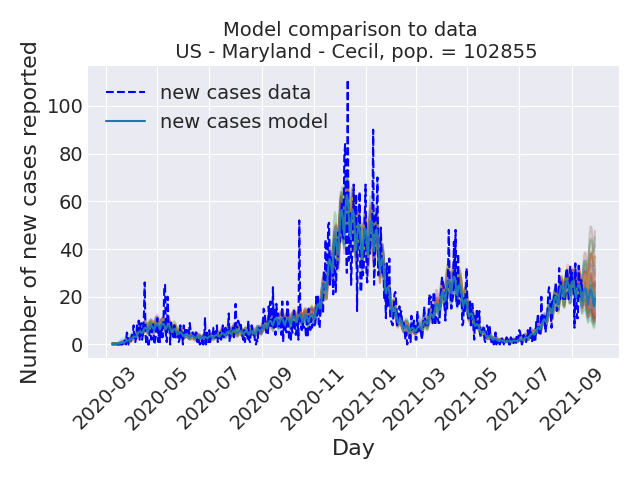 Model comparison to data
US - Maryland - Cecil, pop. = 102855
new cases data
new cases model
Number of new cases reported
100
80
60
40
20
0
2020-03
2020-05
2020-07
2020-09
2020-11
2021-01
2021-03
2021-05
2021-07
2021-09
Day